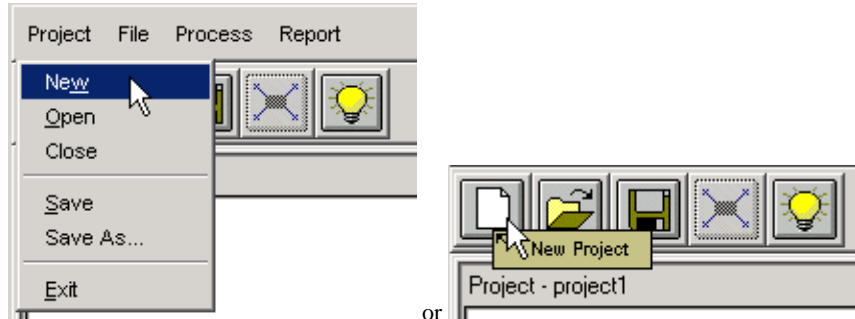 Project File Process Report
New
Open
Close
Save
Save As...
Exit
or
New Project
Project - project1